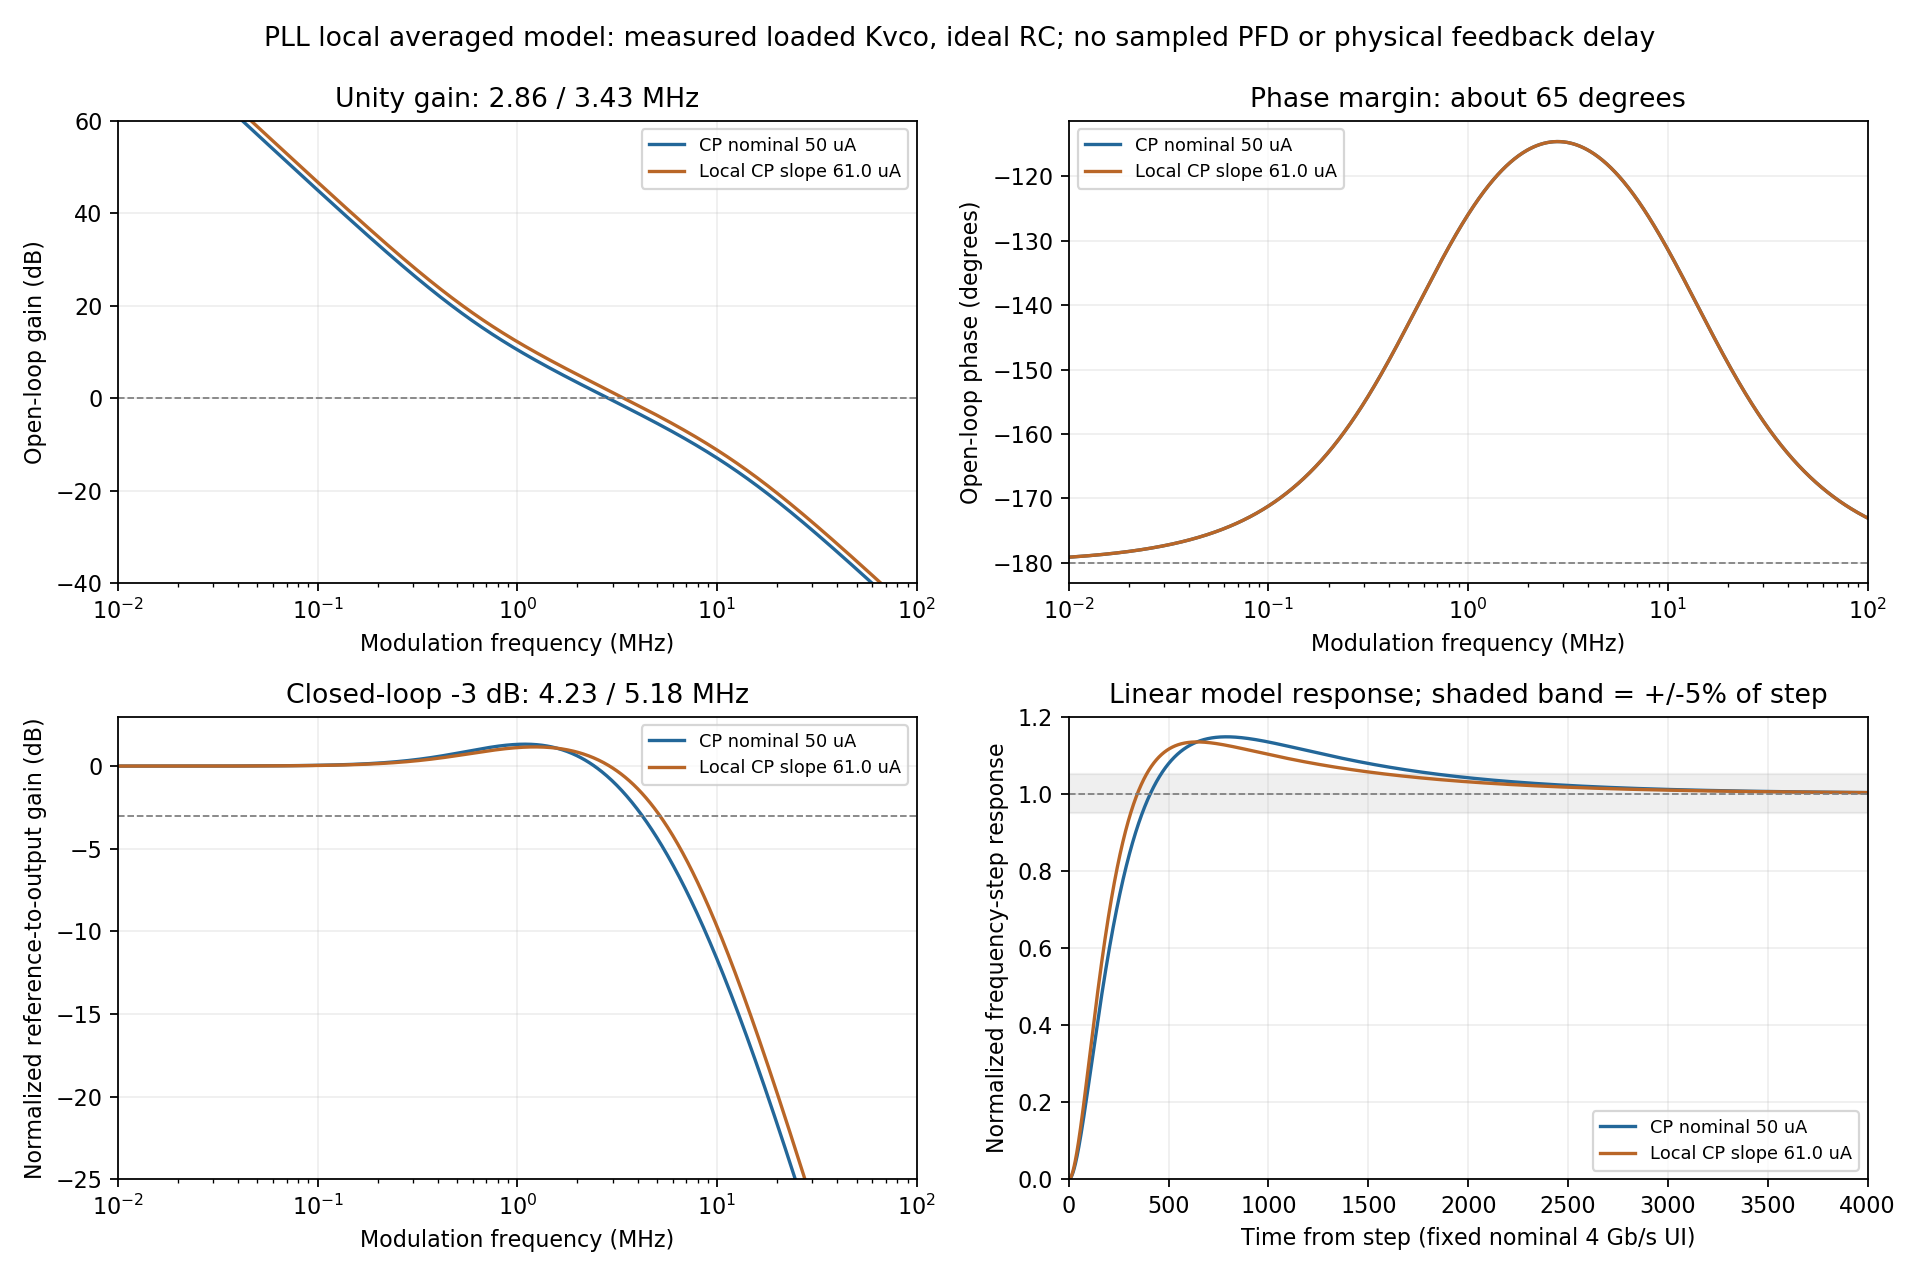 PLL local averaged model: measured loaded Kvco, ideal RC; no sampled PFD or physical feedback delay
Unity gain: 2.86 / 3.43 MHz
Open-loop gain (dB)
60
40
20
0
−20
−40
CP nominal 50 uA
Local CP slope 61.0 uA
10⁻²
10⁻¹
10⁰
10¹
10²
Modulation frequency (MHz)
Phase margin: about 65 degrees
Open-loop phase (degrees)
−120
−130
−140
−150
−160
−170
−180
CP nominal 50 uA
Local CP slope 61.0 uA
10⁻²
10⁻¹
10⁰
10¹
10²
Modulation frequency (MHz)
Closed-loop -3 dB: 4.23 / 5.18 MHz
Normalized reference-to-output gain (dB)
0
−5
−10
−15
−20
−25
CP nominal 50 uA
Local CP slope 61.0 uA
10⁻²
10⁻¹
10⁰
10¹
10²
Modulation frequency (MHz)
Linear model response; shaded band = +/-5% of step
Normalized frequency-step response
1.2
1.0
0.8
0.6
0.4
0.2
0.0
CP nominal 50 uA
Local CP slope 61.0 uA
0
500
1000
1500
2000
2500
3000
3500
4000
Time from step (fixed nominal 4 Gb/s UI)